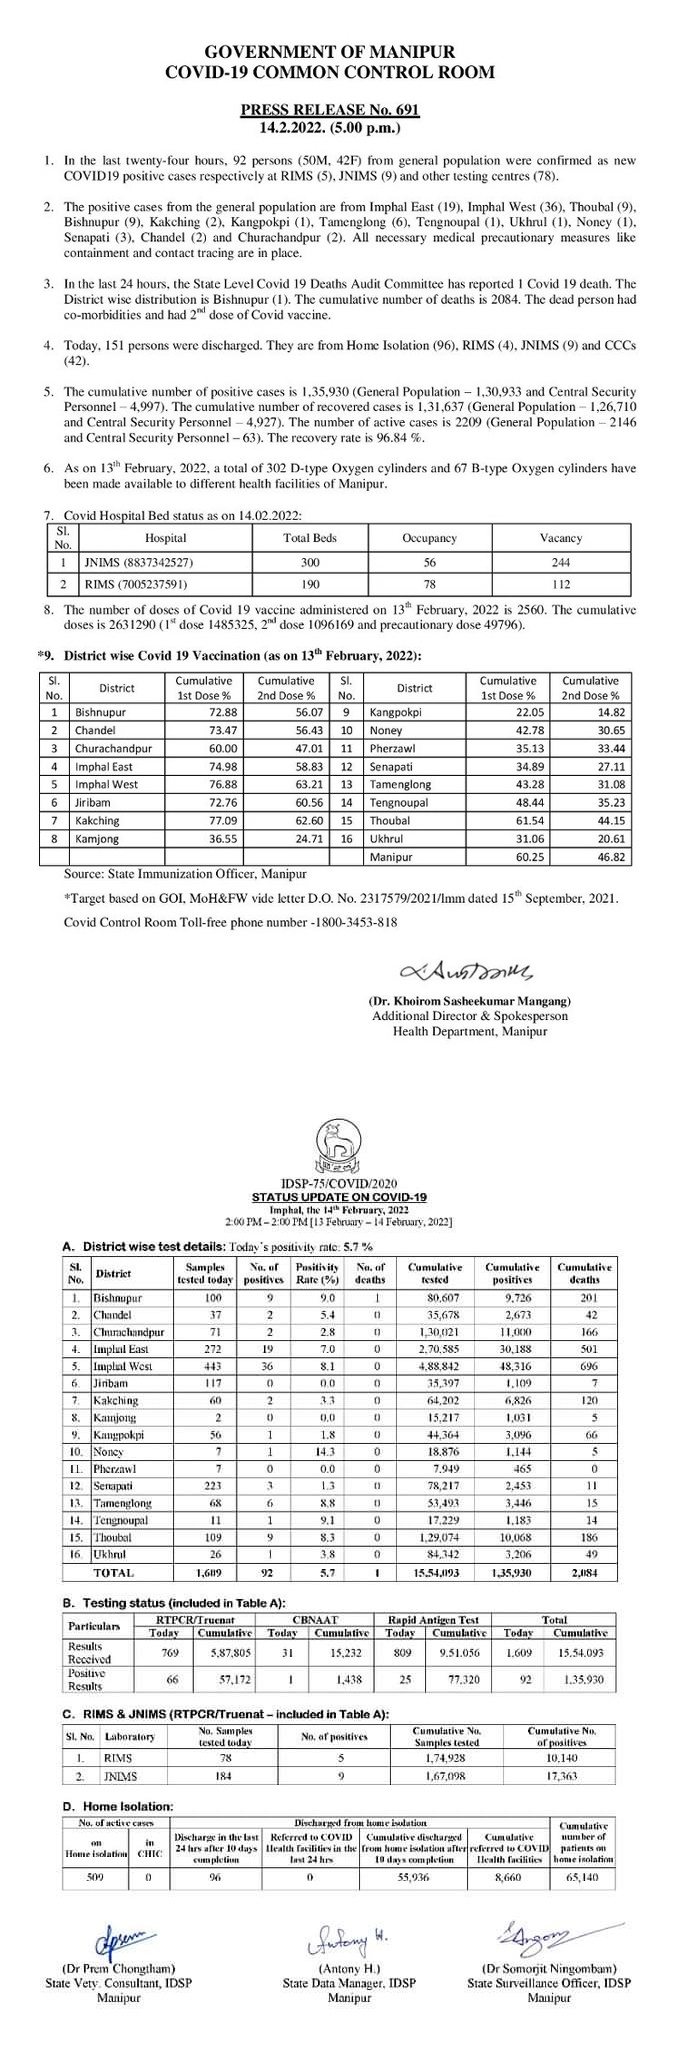 GOVERNMENT OF MANIPUR
COVID-19 COMMON CONTROL ROOM
PRESS RELEASE No. 691
14.2.2022. (5.00 p.m.)
1. In the last twenty-four hours, 92 persons (50M, 42F) from general population were confirmed as new
COVID19 positive cases respectively at RIMS (5), JNIMS (9) and other testing centres (78).
2. The positive cases from the general population are from Imphal East (19), Imphal West (36), Thoubal (9),
Bishnupur (9), Kakching (2), Kangpokpi (1), Tamenglong (6), Tengnoupal (1), Ukhrul (1), Noney (1),
Senapati (3), Chandel (2) and Churachandpur (2). All necessary medical precautionary measures like
containment and contact tracing are in place.
3. In the last 24 hours, the State Level Covid 19 Deaths Audit Committee has reported 1 Covid 19 death. The
District wise distribution is Bishnupur (1). The cumulative number of deaths is 2084. The dead person had
co-morbidities and had 2nd dose of Covid vaccine.
4. Today, 151 persons were discharged. They are from Home Isolation (96), RIMS (4), JNIMS (9) and CCCs
(42).
5. The cumulative number of positive cases is 1,35,930 (General Population – 1,30,933 and Central Security
Personnel – 4,997). The cumulative number of recovered cases is 1,31,637 (General Population – 1,26,710
and Central Security Personnel – 4,927). The number of active cases is 2209 (General Population – 2146
and Central Security Personnel – 63). The recovery rate is 96.84 %.
6. As on 13th February, 2022, a total of 302 D-type Oxygen cylinders and 67 B-type Oxygen cylinders have
been made available to different health facilities of Manipur.
7. Covid Hospital Bed status as on 14.02.2022:
Sl. No. Hospital Total Beds Occupancy Vacancy
1 JNIMS (8837342527) 300 56 244
2 RIMS (7005237591) 190 78 112
8. The number of doses of Covid 19 vaccine administered on 13th February, 2022 is 2560. The cumulative
doses is 2631290 (1st dose 1485325, 2nd dose 1096169 and precautionary dose 49796).
*9. District wise Covid 19 Vaccination (as on 13th February, 2022):
Sl. No. District Cumulative 1st Dose % Cumulative 2nd Dose % Sl. No. District Cumulative 1st Dose % Cumulative 2nd Dose %
1 Bishnupur 72.88 56.07 9 Kangpokpi 22.05 14.82
2 Chandel 73.47 56.43 10 Noney 42.78 30.65
3 Churachandpur 60.00 47.01 11 Pherzawl 35.13 33.44
4 Imphal East 74.98 58.83 12 Senapati 34.89 27.11
5 Imphal West 76.88 63.21 13 Tamenglong 43.28 31.08
6 Jiribam 72.76 60.56 14 Tengnoupal 48.44 35.23
7 Kakching 77.09 62.60 15 Thoubal 61.54 44.15
8 Kamjong 36.55 24.71 16 Ukhrul 31.06 20.61
Manipur 60.25 46.82
Source: State Immunization Officer, Manipur
*Target based on GOI, MoH&FW vide letter D.O. No. 2317579/2021/Imm dated 15th September, 2021.
Covid Control Room Toll-free phone number -1800-3453-818
(Dr. Khoirom Sasheekumar Mangang)
Additional Director & Spokesperson
Health Department, Manipur
IDSP-75/COVID/2020
STATUS UPDATE ON COVID-19
Imphal, the 14th February, 2022
2:00 PM – 2:00 PM [13 February – 14 February, 2022]
A. District wise test details: Today's positivity rate: 5.7 %
Sl. No. District Samples tested today No. of positives Positivity Rate (%) No. of deaths Cumulative tested Cumulative positives Cumulative deaths
1. Bishnupur 100 9 9.0 1 80,607 9,726 201
2. Chandel 37 2 5.4 0 35,678 2,673 42
3. Churachandpur 71 2 2.8 0 1,30,021 11,000 166
4. Imphal East 272 19 7.0 0 2,70,585 30,188 501
5. Imphal West 443 36 8.1 0 4,88,842 48,316 696
6. Jiribam 117 0 0.0 0 35,397 1,109 7
7. Kakching 60 2 3.3 0 64,202 6,826 120
8. Kamjong 2 0 0.0 0 15,217 1,031 5
9. Kangpokpi 56 1 1.8 0 44,364 3,096 66
10. Noney 7 1 14.3 0 18,876 1,144 5
11. Pherzawl 7 0 0.0 0 7,949 465 0
12. Senapati 223 3 1.3 0 78,217 2,453 11
13. Tamenglong 68 6 8.8 0 53,493 3,446 15
14. Tengnoupal 11 1 9.1 0 17,229 1,183 14
15. Thoubal 109 9 8.3 0 1,29,074 10,068 186
16. Ukhrul 26 1 3.8 0 84,342 3,206 49
TOTAL 1,609 92 5.7 1 15,54,093 1,35,930 2,084
B. Testing status (included in Table A):
Particulars RTPCR/Truenat CBNAAT Rapid Antigen Test Total
Today Cumulative Today Cumulative Today Cumulative Today Cumulative
Results Received 769 5,87,805 31 15,232 809 9,51,056 1,609 15,54,093
Positive Results 66 57,172 1 1,438 25 77,320 92 1,35,930
C. RIMS & JNIMS (RTPCR/Truenat – included in Table A):
Sl. No. Laboratory No. Samples tested today No. of positives Cumulative No. Samples tested Cumulative No. of positives
1. RIMS 78 5 1,74,928 10,140
2. JNIMS 184 9 1,67,098 17,363
D. Home Isolation:
No. of active cases Discharged from home isolation Cumulative number of patients on home isolation
on Home isolation in CHIC Discharge in the last 24 hrs after 10 days completion Referred to COVID Health facilities in the last 24 hrs Cumulative discharged from home isolation after 10 days completion Cumulative referred to COVID Health facilities
509 0 96 0 55,936 8,660 65,140
Antony H.
(Dr Prem Chongtham) (Antony H.) (Dr Somorjit Ningombam)
State Vety. Consultant, IDSP State Data Manager, IDSP State Surveillance Officer, IDSP
Manipur Manipur Manipur